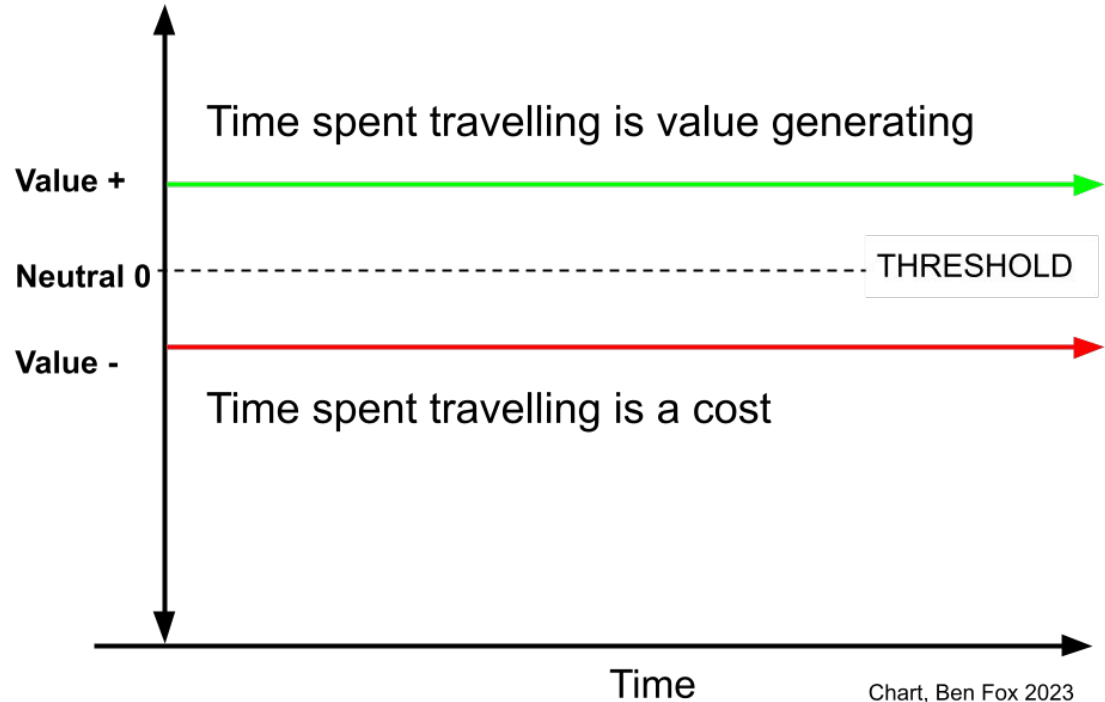 Time spent travelling is value generating
Value +
Neutral 0
THRESHOLD
Value -
Time spent travelling is a cost
Time
Chart, Ben Fox 2023